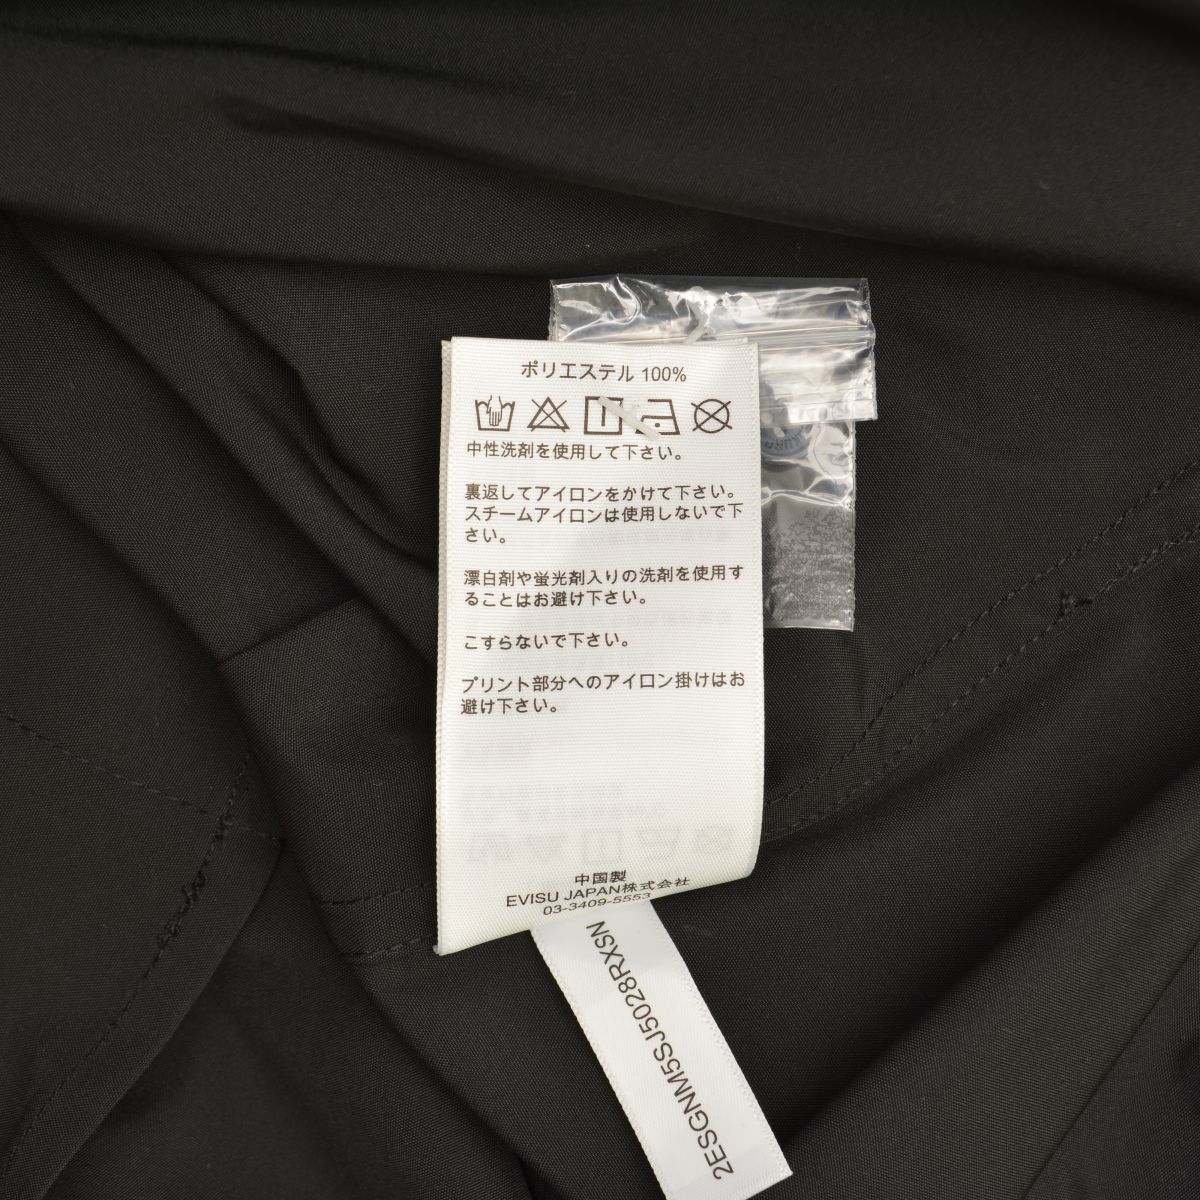 ポリエステル 100%
中性洗剤を使用して下さい。
裏返してアイロンをかけて下さい。
スチームアイロンは使用しないで下
さい。
漂白剤や蛍光剤入りの洗剤を使用す
ることはお避け下さい。
こすらないで下さい。
プリント部分へのアイロン掛けはお
避け下さい。
中国製
EVISU JAPAN株式会社
03-3409-5553
2ESGNM5SJ5028RXSN